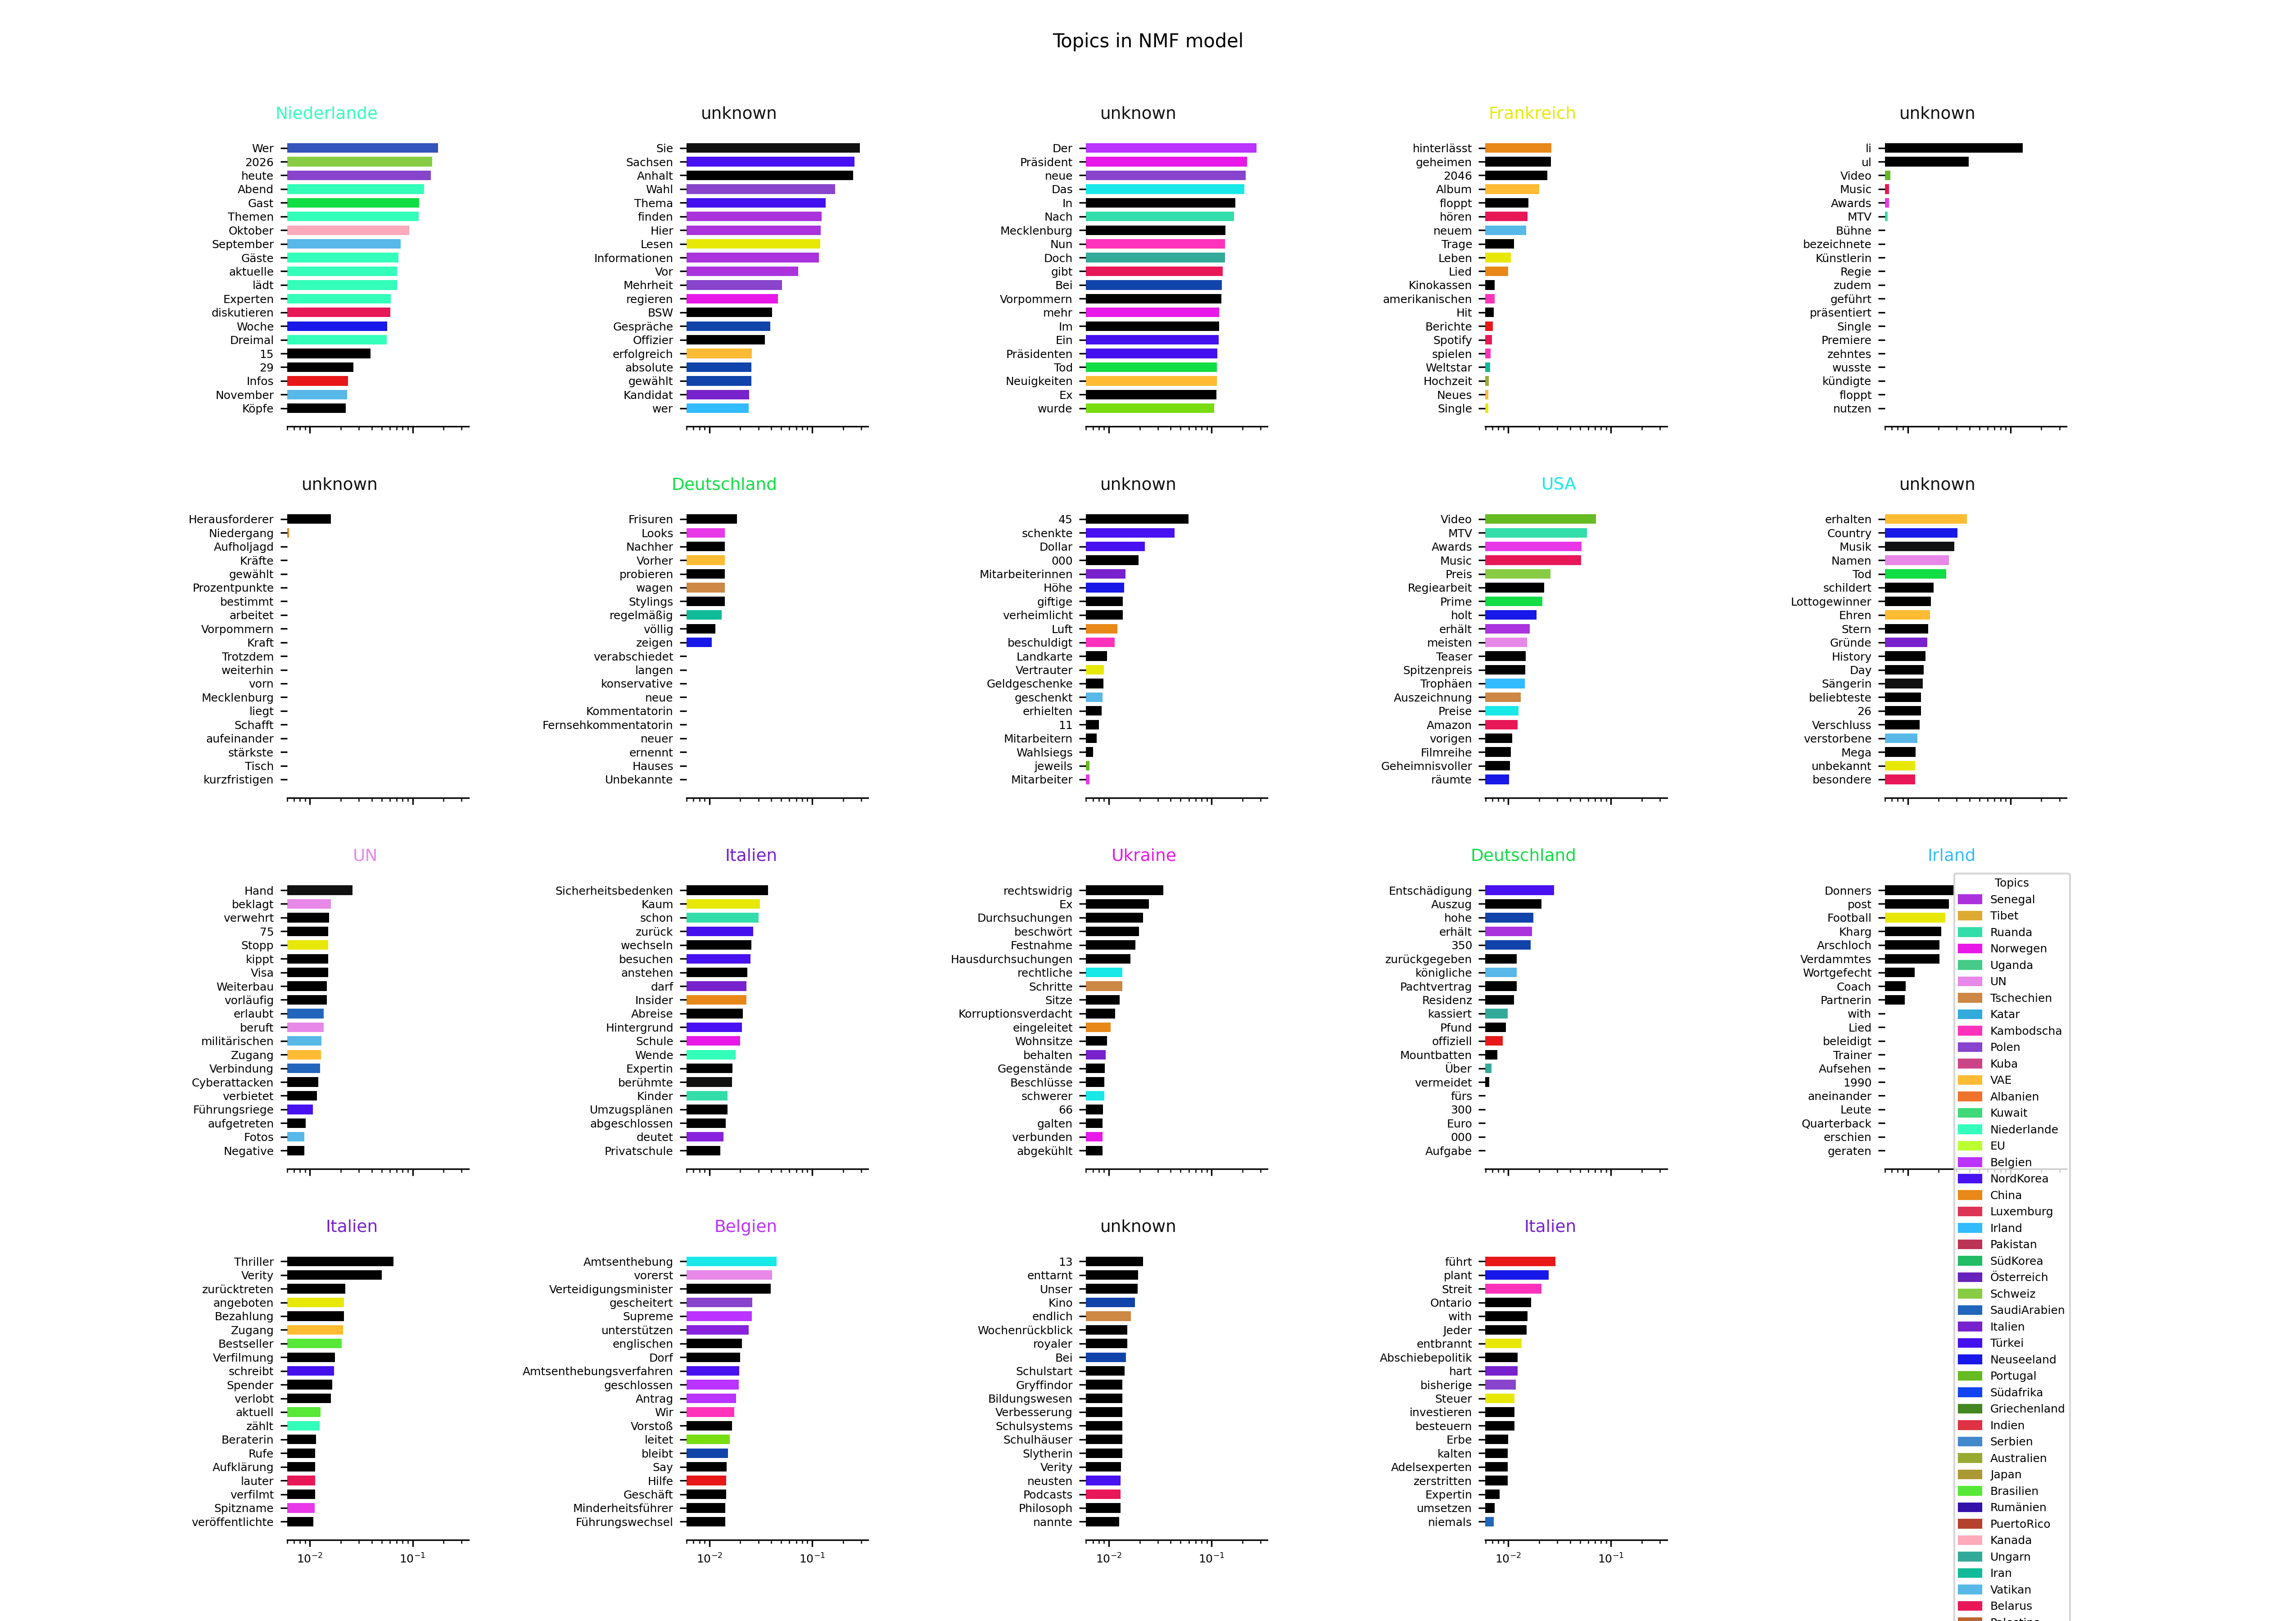 Topics in NMF model
Niederlande
Wer
2026
heute
Abend
Gast
Themen
Oktober
September
Gäste
aktuelle
lädt
Experten
diskutieren
Woche
Dreimal
15
29
Infos
November
Köpfe
unknown
Sie
Sachsen
Anhalt
Wahl
Thema
finden
Hier
Lesen
Informationen
Vor
Mehrheit
regieren
BSW
Gespräche
Offizier
erfolgreich
absolute
gewählt
Kandidat
wer
unknown
Der
Präsident
neue
Das
In
Nach
Mecklenburg
Nun
Doch
gibt
Bei
Vorpommern
mehr
Im
Ein
Präsidenten
Tod
Neuigkeiten
Ex
wurde
Frankreich
hinterlässt
geheimen
2046
Album
floppt
hören
neuem
Trage
Leben
Lied
Kinokassen
amerikanischen
Hit
Berichte
Spotify
spielen
Weltstar
Hochzeit
Neues
Single
unknown
li
ul
Video
Music
Awards
MTV
Bühne
bezeichnete
Künstlerin
Regie
zudem
geführt
präsentiert
Single
Premiere
zehntes
wusste
kündigte
floppt
nutzen
unknown
Herausforderer
Niedergang
Aufholjagd
Kräfte
gewählt
Prozentpunkte
bestimmt
arbeitet
Vorpommern
Kraft
Trotzdem
weiterhin
vorn
Mecklenburg
liegt
Schafft
aufeinander
stärkste
Tisch
kurzfristigen
Deutschland
Frisuren
Looks
Nachher
Vorher
probieren
wagen
Stylings
regelmäßig
völlig
zeigen
verabschiedet
langen
konservative
neue
Kommentatorin
Fernsehkommentatorin
neuer
ernennt
Hauses
Unbekannte
unknown
45
schenkte
Dollar
000
Mitarbeiterinnen
Höhe
giftige
verheimlicht
Luft
beschuldigt
Landkarte
Vertrauter
Geldgeschenke
geschenkt
erhielten
11
Mitarbeitern
Wahlsiegs
jeweils
Mitarbeiter
USA
Video
MTV
Awards
Music
Preis
Regiearbeit
Prime
holt
erhält
meisten
Teaser
Spitzenpreis
Trophäen
Auszeichnung
Preise
Amazon
vorigen
Filmreihe
Geheimnisvoller
räumte
unknown
erhalten
Country
Musik
Namen
Tod
schildert
Lottogewinner
Ehren
Stern
Gründe
History
Day
Sängerin
beliebteste
26
Verschluss
verstorbene
Mega
unbekannt
besondere
UN
Hand
beklagt
verwehrt
75
Stopp
kippt
Visa
Weiterbau
vorläufig
erlaubt
beruft
militärischen
Zugang
Verbindung
Cyberattacken
verbietet
Führungsriege
aufgetreten
Fotos
Negative
Italien
Sicherheitsbedenken
Kaum
schon
zurück
wechseln
besuchen
anstehen
darf
Insider
Abreise
Hintergrund
Schule
Wende
Expertin
berühmte
Kinder
Umzugsplänen
abgeschlossen
deutet
Privatschule
Ukraine
rechtswidrig
Ex
Durchsuchungen
beschwört
Festnahme
Hausdurchsuchungen
rechtliche
Schritte
Sitze
Korruptionsverdacht
eingeleitet
Wohnsitze
behalten
Gegenstände
Beschlüsse
schwerer
66
galten
verbunden
abgekühlt
Deutschland
Entschädigung
Auszug
hohe
erhält
350
zurückgegeben
königliche
Pachtvertrag
Residenz
kassiert
Pfund
offiziell
Mountbatten
Über
vermeidet
fürs
300
Euro
000
Aufgabe
Irland
Donners
post
Football
Kharg
Arschloch
Verdammtes
Wortgefecht
Coach
Partnerin
with
Lied
beleidigt
Trainer
Aufsehen
1990
aneinander
Leute
Quarterback
erschien
geraten
Italien
Thriller
Verity
zurücktreten
angeboten
Bezahlung
Zugang
Bestseller
Verfilmung
schreibt
Spender
verlobt
aktuell
zählt
Beraterin
Rufe
Aufklärung
lauter
verfilmt
Spitzname
veröffentlichte
10⁻² 10⁻¹
Belgien
Amtsenthebung
vorerst
Verteidigungsminister
gescheitert
Supreme
unterstützen
englischen
Dorf
Amtsenthebungsverfahren
geschlossen
Antrag
Wir
Vorstoß
leitet
bleibt
Say
Hilfe
Geschäft
Minderheitsführer
Führungswechsel
10⁻² 10⁻¹
unknown
13
enttarnt
Unser
Kino
endlich
Wochenrückblick
royaler
Bei
Schulstart
Gryffindor
Bildungswesen
Verbesserung
Schulsystems
Schulhäuser
Slytherin
Verity
neusten
Podcasts
Philosoph
nannte
10⁻² 10⁻¹
Italien
führt
plant
Streit
Ontario
with
Jeder
entbrannt
Abschiebepolitik
hart
bisherige
Steuer
investieren
besteuern
Erbe
kalten
Adelsexperten
zerstritten
Expertin
umsetzen
niemals
10⁻² 10⁻¹
Topics
Senegal
Tibet
Ruanda
Norwegen
Uganda
UN
Tschechien
Katar
Kambodscha
Polen
Kuba
VAE
Albanien
Kuwait
Niederlande
EU
Belgien
NordKorea
China
Luxemburg
Irland
Pakistan
SüdKorea
Österreich
Schweiz
SaudiArabien
Italien
Türkei
Neuseeland
Portugal
Südafrika
Griechenland
Indien
Serbien
Australien
Japan
Brasilien
Rumänien
PuertoRico
Kanada
Ungarn
Iran
Vatikan
Belarus